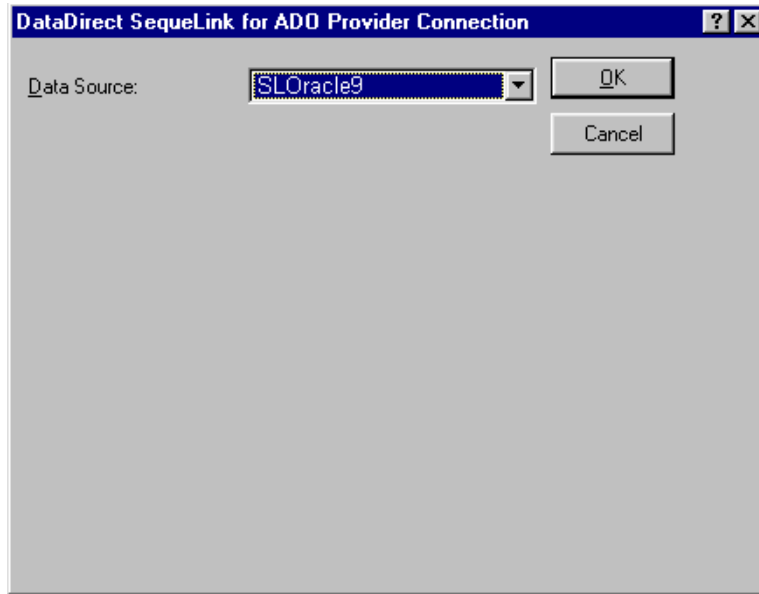 DataDirect SequeLink for ADO Provider Connection
Data Source: SLOracle9 OK
Cancel